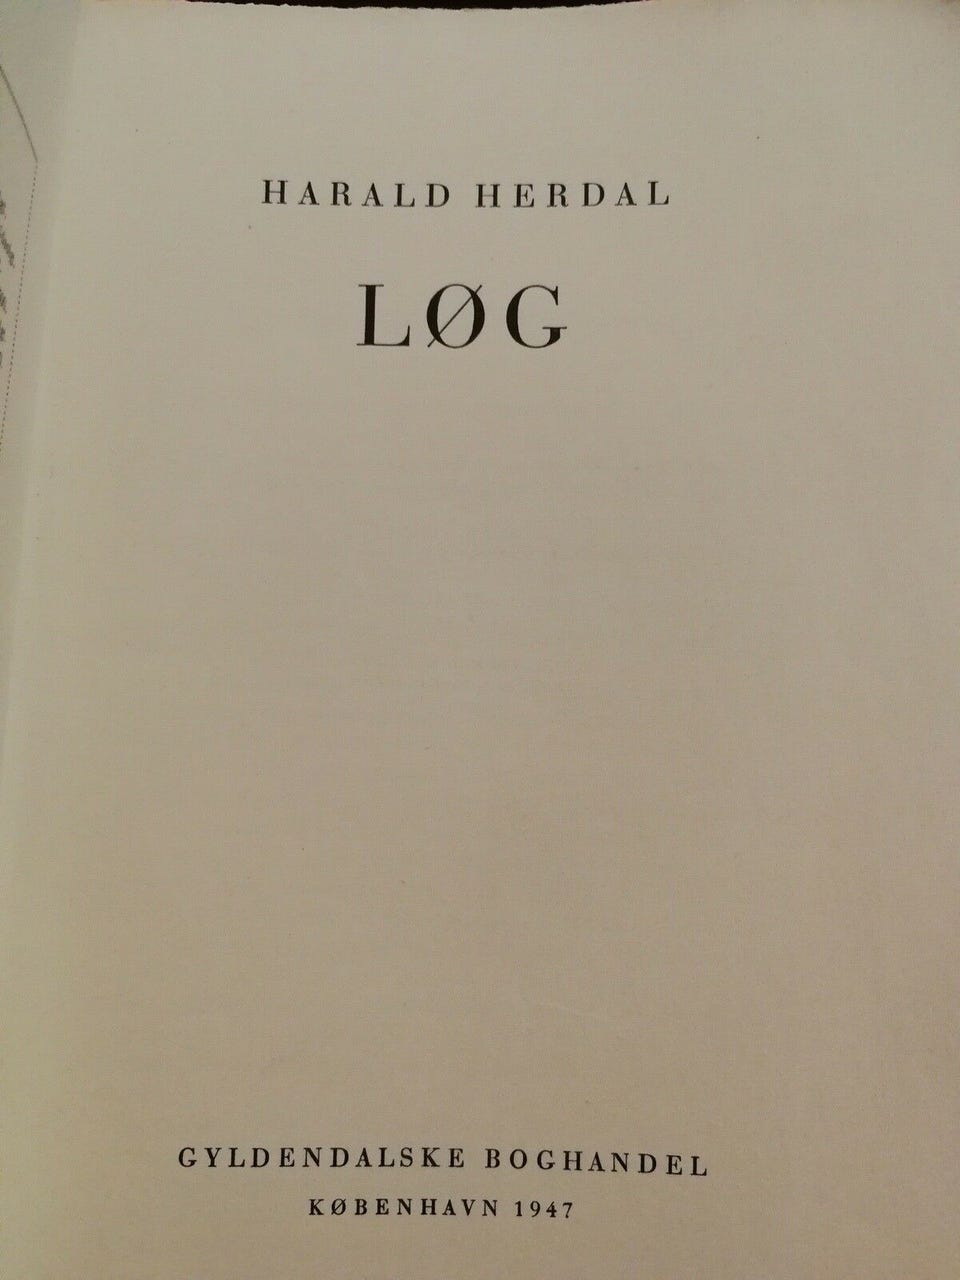 HARALD HERDAL
LØG
GYLDENDALSKE BOGHANDEL
KØBENHAVN 1947